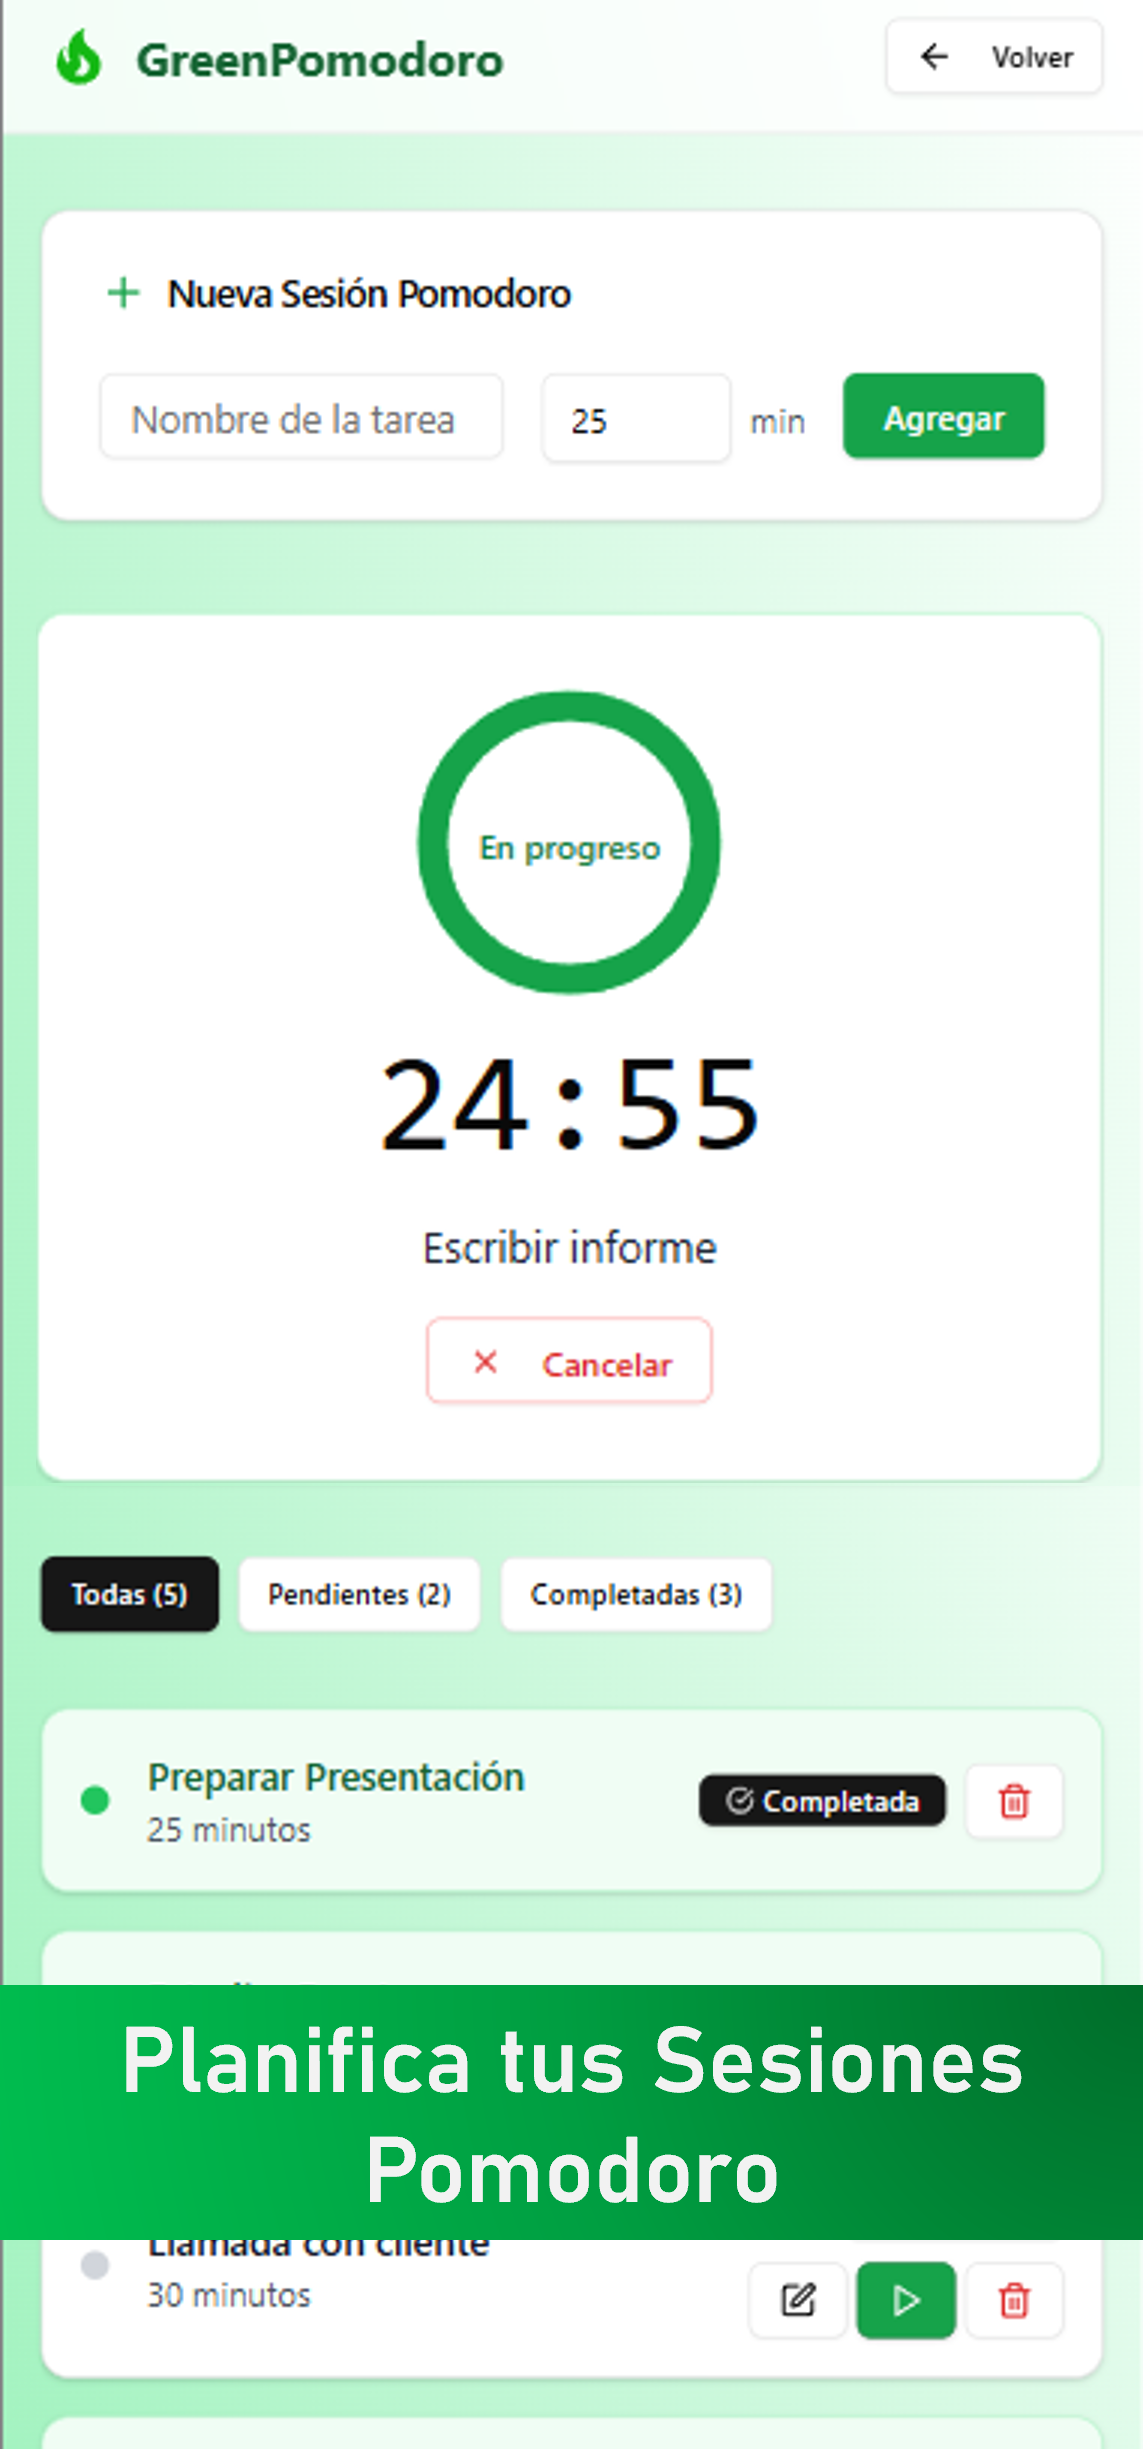 GreenPomodoro
Volver
Nueva Sesión Pomodoro
Nombre de la tarea
25
min
Agregar
En progreso
24:55
Escribir informe
Cancelar
Todas (5)
Pendientes (2)
Completadas (3)
Preparar Presentación
25 minutos
Completada
Planifica tus Sesiones
Pomodoro
Llamada con cliente
30 minutos